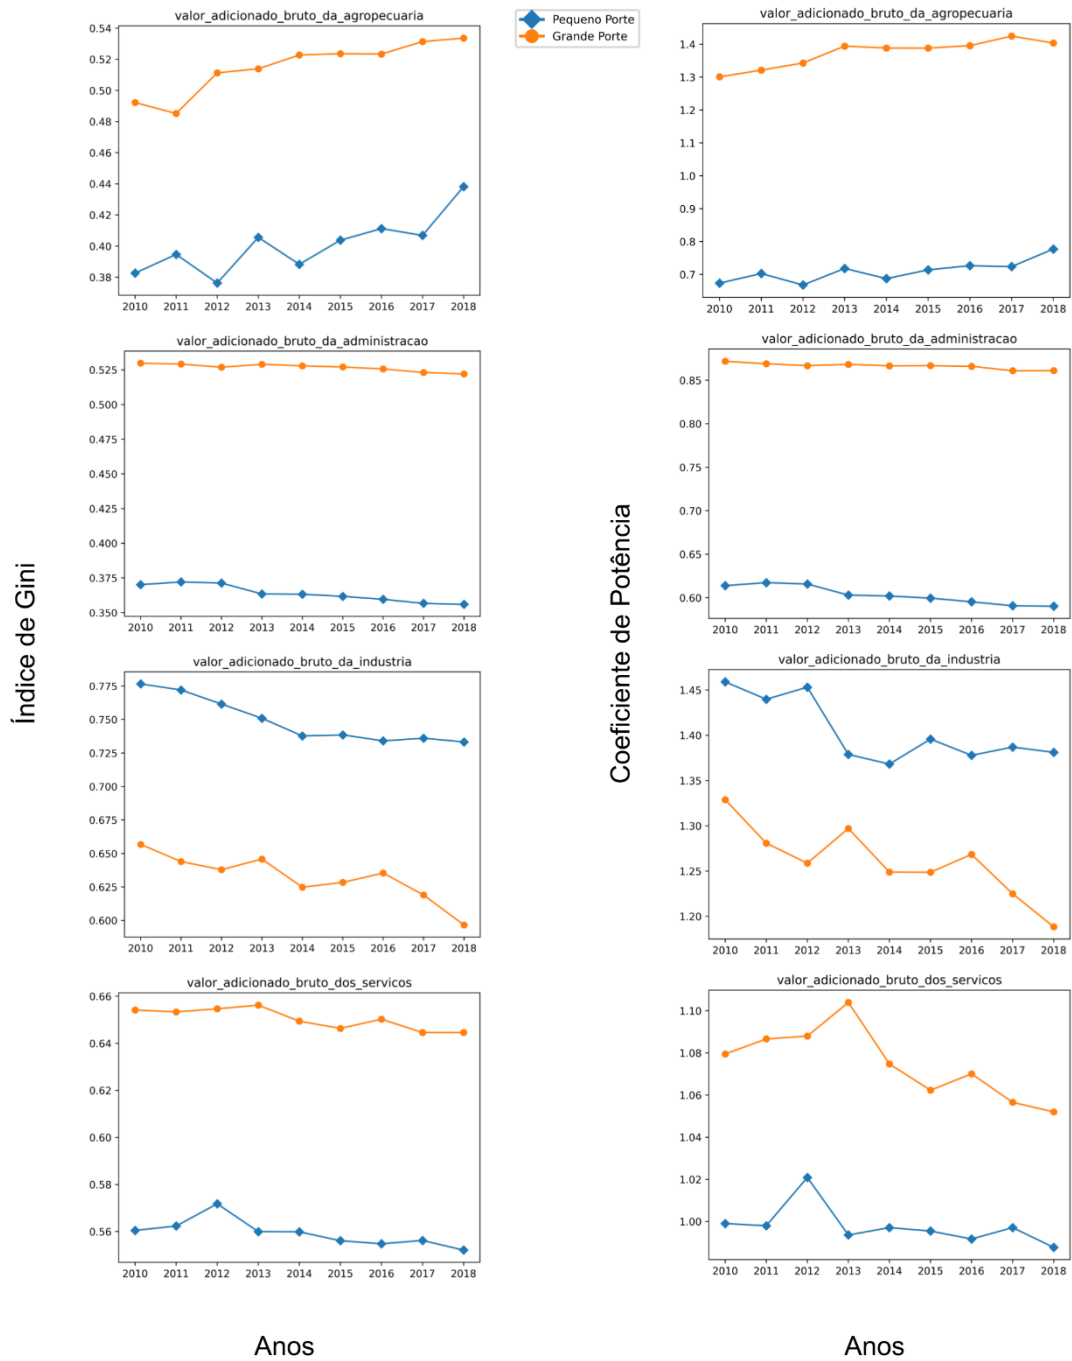 valor_adicionado_bruto_da_agropecuaria
0.54
0.52
0.50
0.48
0.46
0.44
0.42
0.40
0.38
2010 2011 2012 2013 2014 2015 2016 2017 2018
Pequeno Porte
Grande Porte
valor_adicionado_bruto_da_agropecuaria
1.4
1.3
1.2
1.1
1.0
0.9
0.8
0.7
2010 2011 2012 2013 2014 2015 2016 2017 2018
valor_adicionado_bruto_da_administracao
0.525
0.500
0.475
0.450
0.425
0.400
0.375
0.350
2010 2011 2012 2013 2014 2015 2016 2017 2018
valor_adicionado_bruto_da_administracao
0.85
0.80
0.75
0.70
0.65
0.60
2010 2011 2012 2013 2014 2015 2016 2017 2018
Índice de Gini
Coeficiente de Potência
valor_adicionado_bruto_da_industria
0.775
0.750
0.725
0.700
0.675
0.650
0.625
0.600
2010 2011 2012 2013 2014 2015 2016 2017 2018
valor_adicionado_bruto_da_industria
1.45
1.40
1.35
1.30
1.25
1.20
2010 2011 2012 2013 2014 2015 2016 2017 2018
valor_adicionado_bruto_dos_servicos
0.66
0.64
0.62
0.60
0.58
0.56
2010 2011 2012 2013 2014 2015 2016 2017 2018
valor_adicionado_bruto_dos_servicos
1.10
1.08
1.06
1.04
1.02
1.00
2010 2011 2012 2013 2014 2015 2016 2017 2018
Anos
Anos